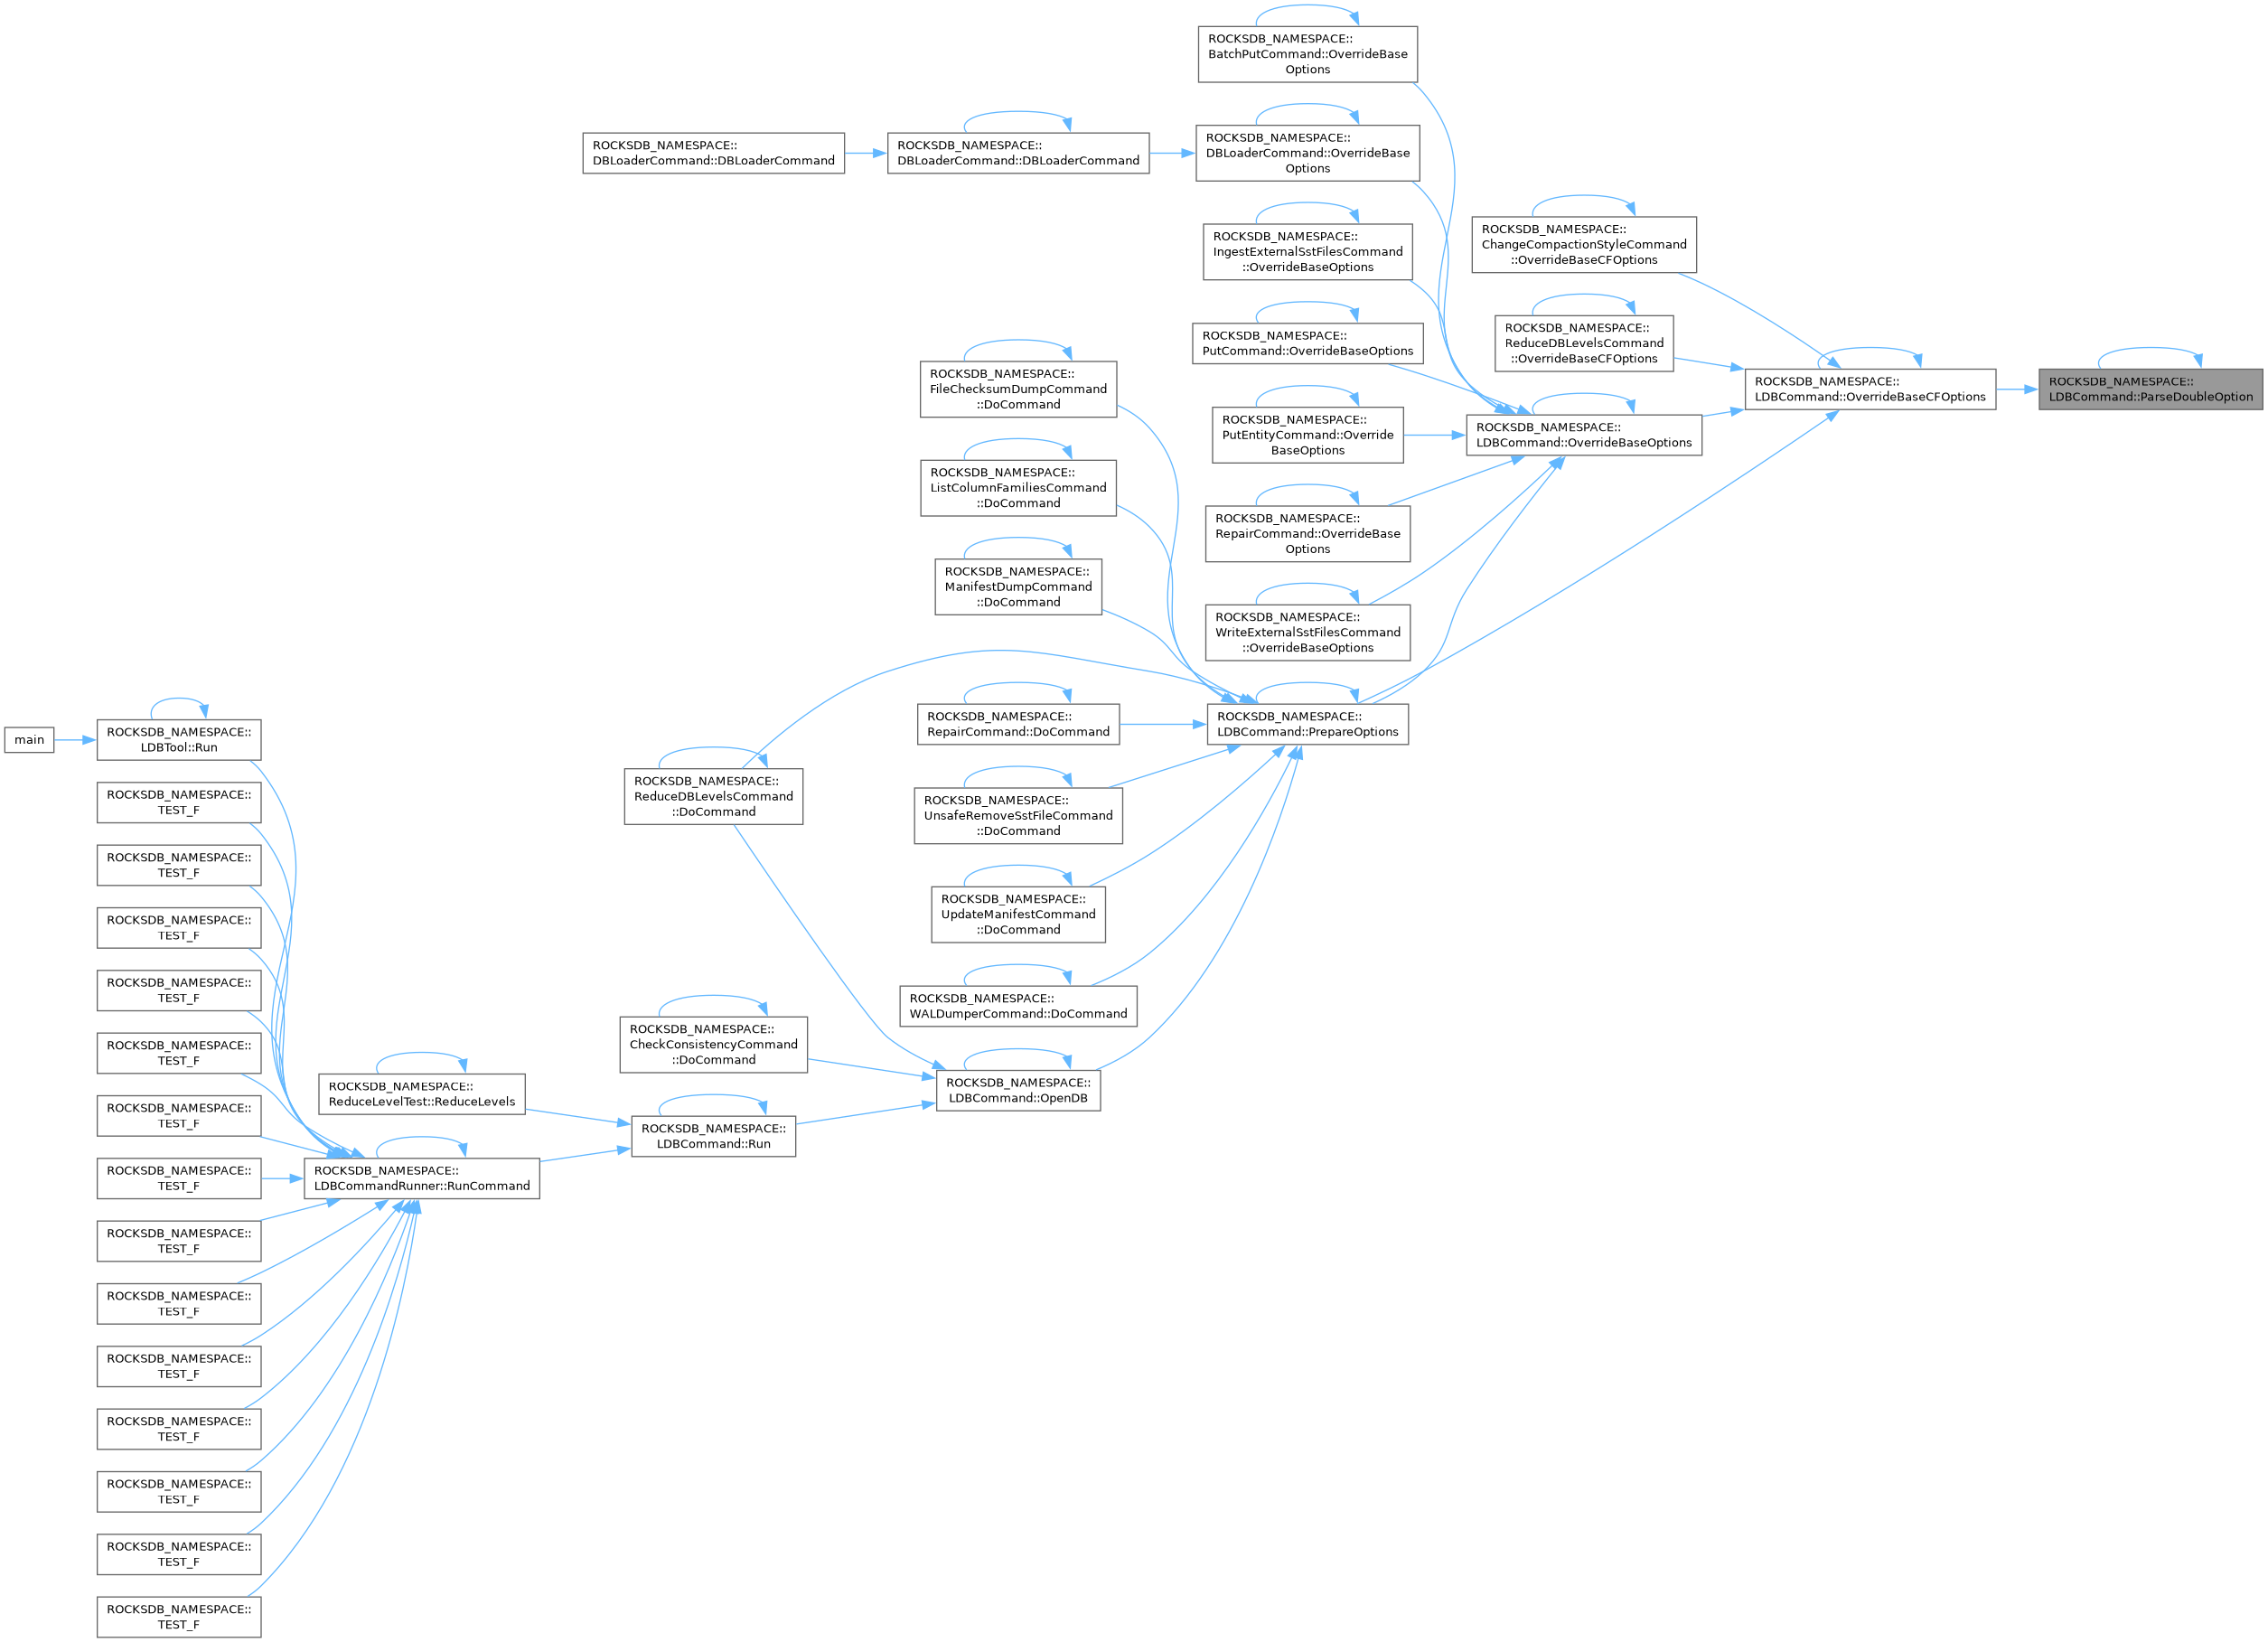 ROCKSDB_NAMESPACE::
BatchPutCommand::OverrideBase
Options
ROCKSDB_NAMESPACE::
DBLoaderCommand::OverrideBase
Options
ROCKSDB_NAMESPACE::
DBLoaderCommand::DBLoaderCommand
ROCKSDB_NAMESPACE::
DBLoaderCommand::DBLoaderCommand
ROCKSDB_NAMESPACE::
IngestExternalSstFilesCommand
::OverrideBaseOptions
ROCKSDB_NAMESPACE::
ChangeCompactionStyleCommand
::OverrideBaseCFOptions
ROCKSDB_NAMESPACE::
PutCommand::OverrideBaseOptions
ROCKSDB_NAMESPACE::
ReduceDBLevelsCommand
::OverrideBaseCFOptions
ROCKSDB_NAMESPACE::
FileChecksumDumpCommand
::DoCommand
ROCKSDB_NAMESPACE::
LDBCommand::OverrideBaseCFOptions
ROCKSDB_NAMESPACE::
LDBCommand::ParseDoubleOption
ROCKSDB_NAMESPACE::
PutEntityCommand::Override
BaseOptions
ROCKSDB_NAMESPACE::
LDBCommand::OverrideBaseOptions
ROCKSDB_NAMESPACE::
ListColumnFamiliesCommand
::DoCommand
ROCKSDB_NAMESPACE::
RepairCommand::OverrideBase
Options
ROCKSDB_NAMESPACE::
ManifestDumpCommand
::DoCommand
ROCKSDB_NAMESPACE::
WriteExternalSstFilesCommand
::OverrideBaseOptions
ROCKSDB_NAMESPACE::
RepairCommand::DoCommand
ROCKSDB_NAMESPACE::
LDBCommand::PrepareOptions
main
ROCKSDB_NAMESPACE::
LDBTool::Run
ROCKSDB_NAMESPACE::
ReduceDBLevelsCommand
::DoCommand
ROCKSDB_NAMESPACE::
UnsafeRemoveSstFileCommand
::DoCommand
ROCKSDB_NAMESPACE::
TEST_F
ROCKSDB_NAMESPACE::
TEST_F
ROCKSDB_NAMESPACE::
UpdateManifestCommand
::DoCommand
ROCKSDB_NAMESPACE::
TEST_F
ROCKSDB_NAMESPACE::
TEST_F
ROCKSDB_NAMESPACE::
WALDumperCommand::DoCommand
ROCKSDB_NAMESPACE::
CheckConsistencyCommand
::DoCommand
ROCKSDB_NAMESPACE::
TEST_F
ROCKSDB_NAMESPACE::
ReduceLevelTest::ReduceLevels
ROCKSDB_NAMESPACE::
LDBCommand::OpenDB
ROCKSDB_NAMESPACE::
TEST_F
ROCKSDB_NAMESPACE::
LDBCommand::Run
ROCKSDB_NAMESPACE::
TEST_F
ROCKSDB_NAMESPACE::
LDBCommandRunner::RunCommand
ROCKSDB_NAMESPACE::
TEST_F
ROCKSDB_NAMESPACE::
TEST_F
ROCKSDB_NAMESPACE::
TEST_F
ROCKSDB_NAMESPACE::
TEST_F
ROCKSDB_NAMESPACE::
TEST_F
ROCKSDB_NAMESPACE::
TEST_F
ROCKSDB_NAMESPACE::
TEST_F